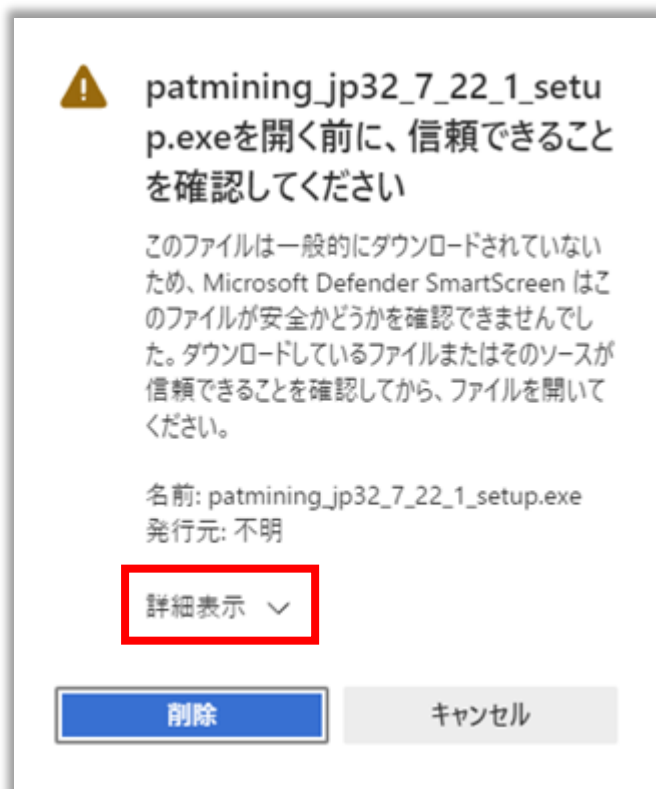 patmining_jp32_7_22_1_setu
p.exeを開く前に、信頼できること
を確認してください
このファイルは一般的にダウンロードされていない
ため、Microsoft Defender SmartScreen はこ
のファイルが安全かどうかを確認できませんでし
た。ダウンロードしているファイルまたはそのソースが
信頼できることを確認してから、ファイルを開いて
ください。
名前: patmining_jp32_7_22_1_setup.exe
発行元: 不明
詳細表示
削除
キャンセル